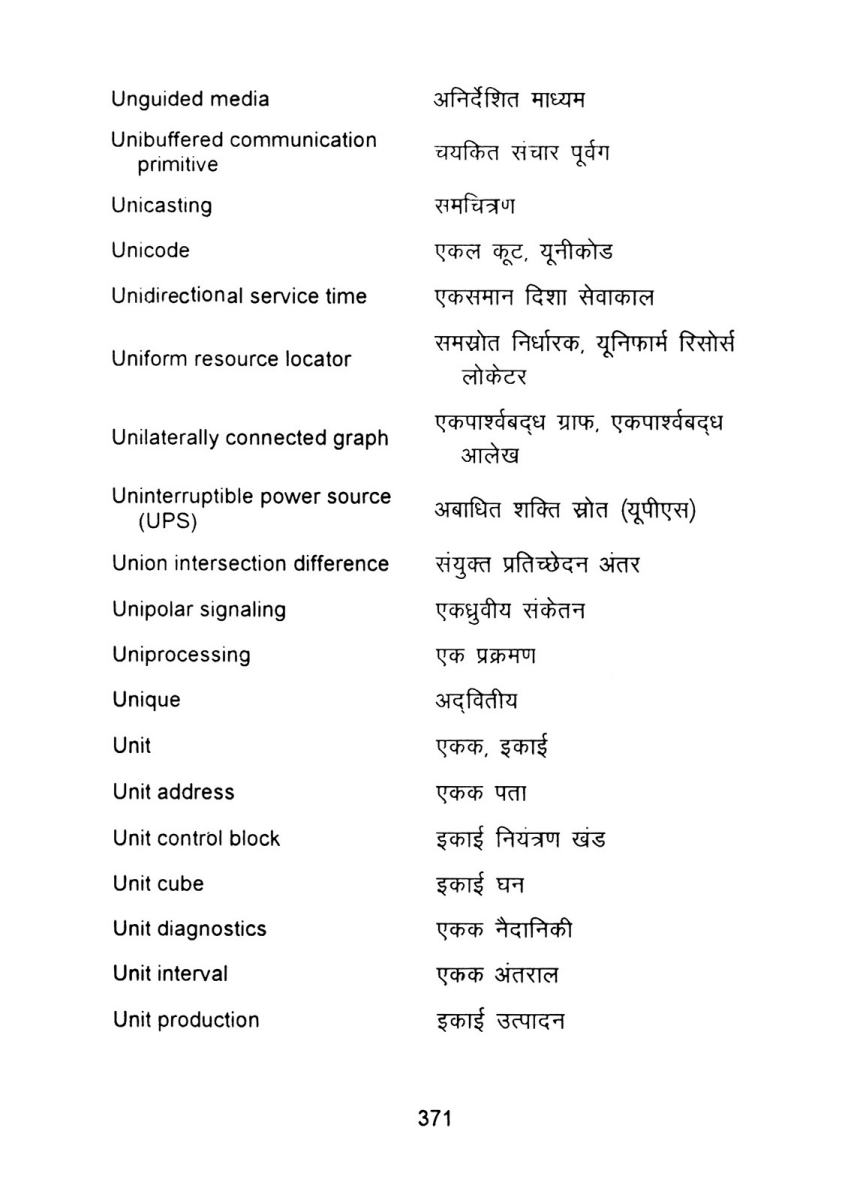 Unguided media अनिर्देशित माध्यम
Unibuffered communication
primitive चयकित संचार पूर्वग
Unicasting समचित्रण
Unicode एकल कूट, यूनीकोड
Unidirectional service time एकसमान दिशा सेवाकाल
Uniform resource locator समस्रोत निर्धारक, यूनिफार्म रिसोर्स
लोकेटर
Unilaterally connected graph एकपार्श्वबद्ध ग्राफ, एकपार्श्वबद्ध
आलेख
Uninterruptible power source
(UPS) अबाधित शक्ति स्रोत (यूपीएस)
Union intersection difference संयुक्त प्रतिच्छेदन अंतर
Unipolar signaling एकध्रुवीय संकेतन
Uniprocessing एक प्रक्रमण
Unique अद्वितीय
Unit एकक, इकाई
Unit address एकक पता
Unit control block इकाई नियंत्रण खंड
Unit cube इकाई घन
Unit diagnostics एकक नैदानिकी
Unit interval एकक अंतराल
Unit production इकाई उत्पादन
371